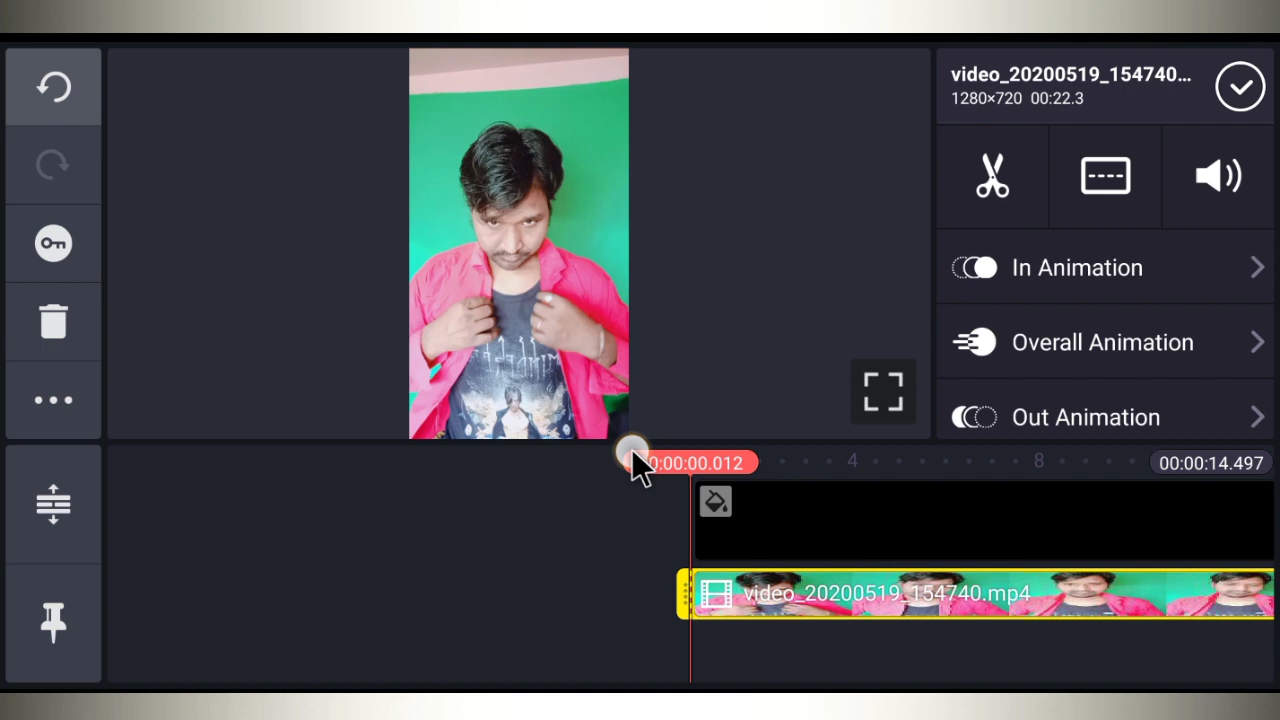 video_20200519_154740...
1280×720 00:22.3
In Animation
Overall Animation
Out Animation
0:00:00.012
4
8
00:00:14.497
video_20200519_154740.mp4